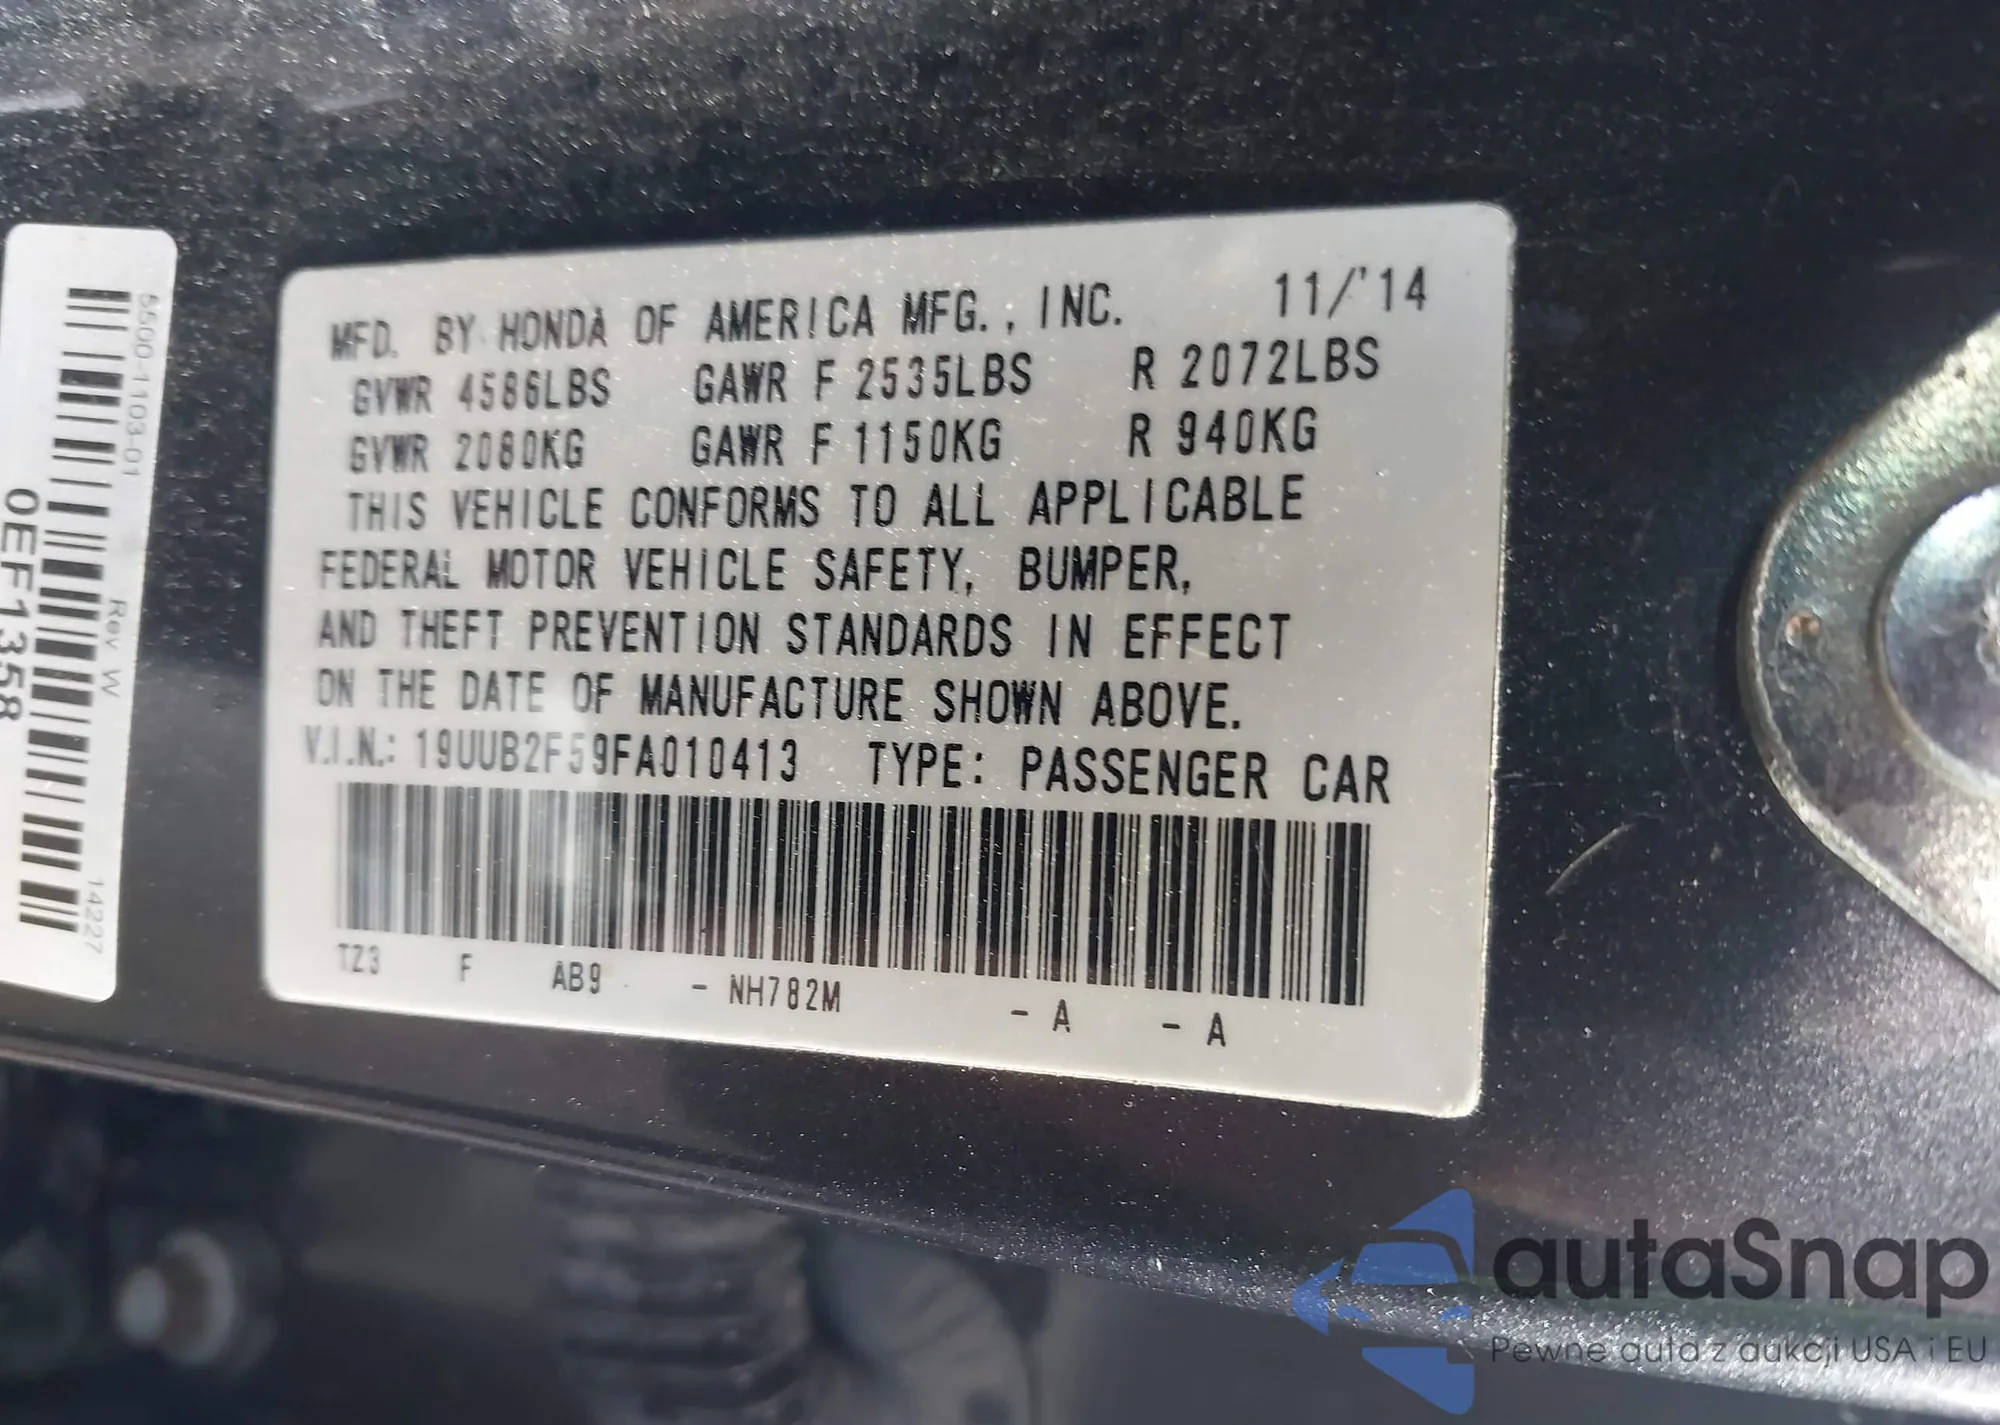 5500-1103-01
Rev W
14227
0EF1358
MFD. BY HONDA OF AMERICA MFG., INC. 11/'14
GVWR 4586LBS GAWR F 2535LBS R 2072LBS
GVWR 2080KG GAWR F 1150KG R 940KG
THIS VEHICLE CONFORMS TO ALL APPLICABLE
FEDERAL MOTOR VEHICLE SAFETY, BUMPER,
AND THEFT PREVENTION STANDARDS IN EFFECT
ON THE DATE OF MANUFACTURE SHOWN ABOVE.
V.I.N.: 19UUB2F59FA010413 TYPE: PASSENGER CAR
TZ3 F AB9 - NH782M - A - A
autaSnap
Pewne auta z aukcji USA i EU